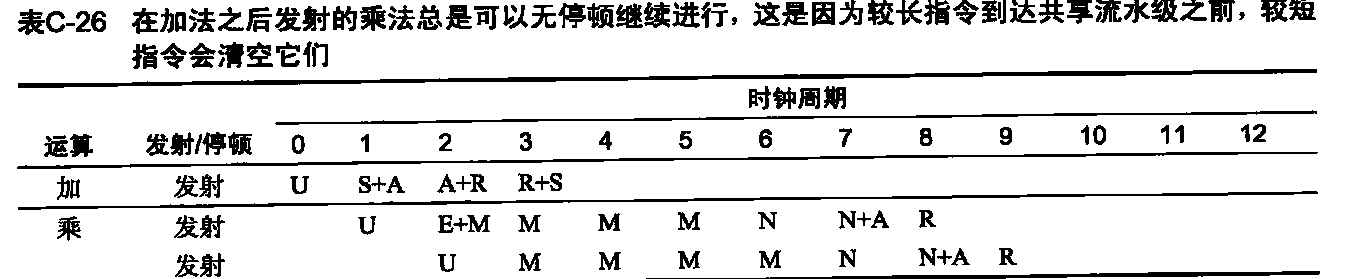 表C-26 在加法之后发射的乘法总是可以无停顿继续进行，这是因为较长指令到达共享流水级之前，较短
指令会清空它们
时钟周期
运算 发射/停顿 0 1 2 3 4 5 6 7 8 9 10 11 12
加 发射 U S+A A+R R+S
乘 发射 U E+M M M M N N+A R
发射 U M M M M N N+A R